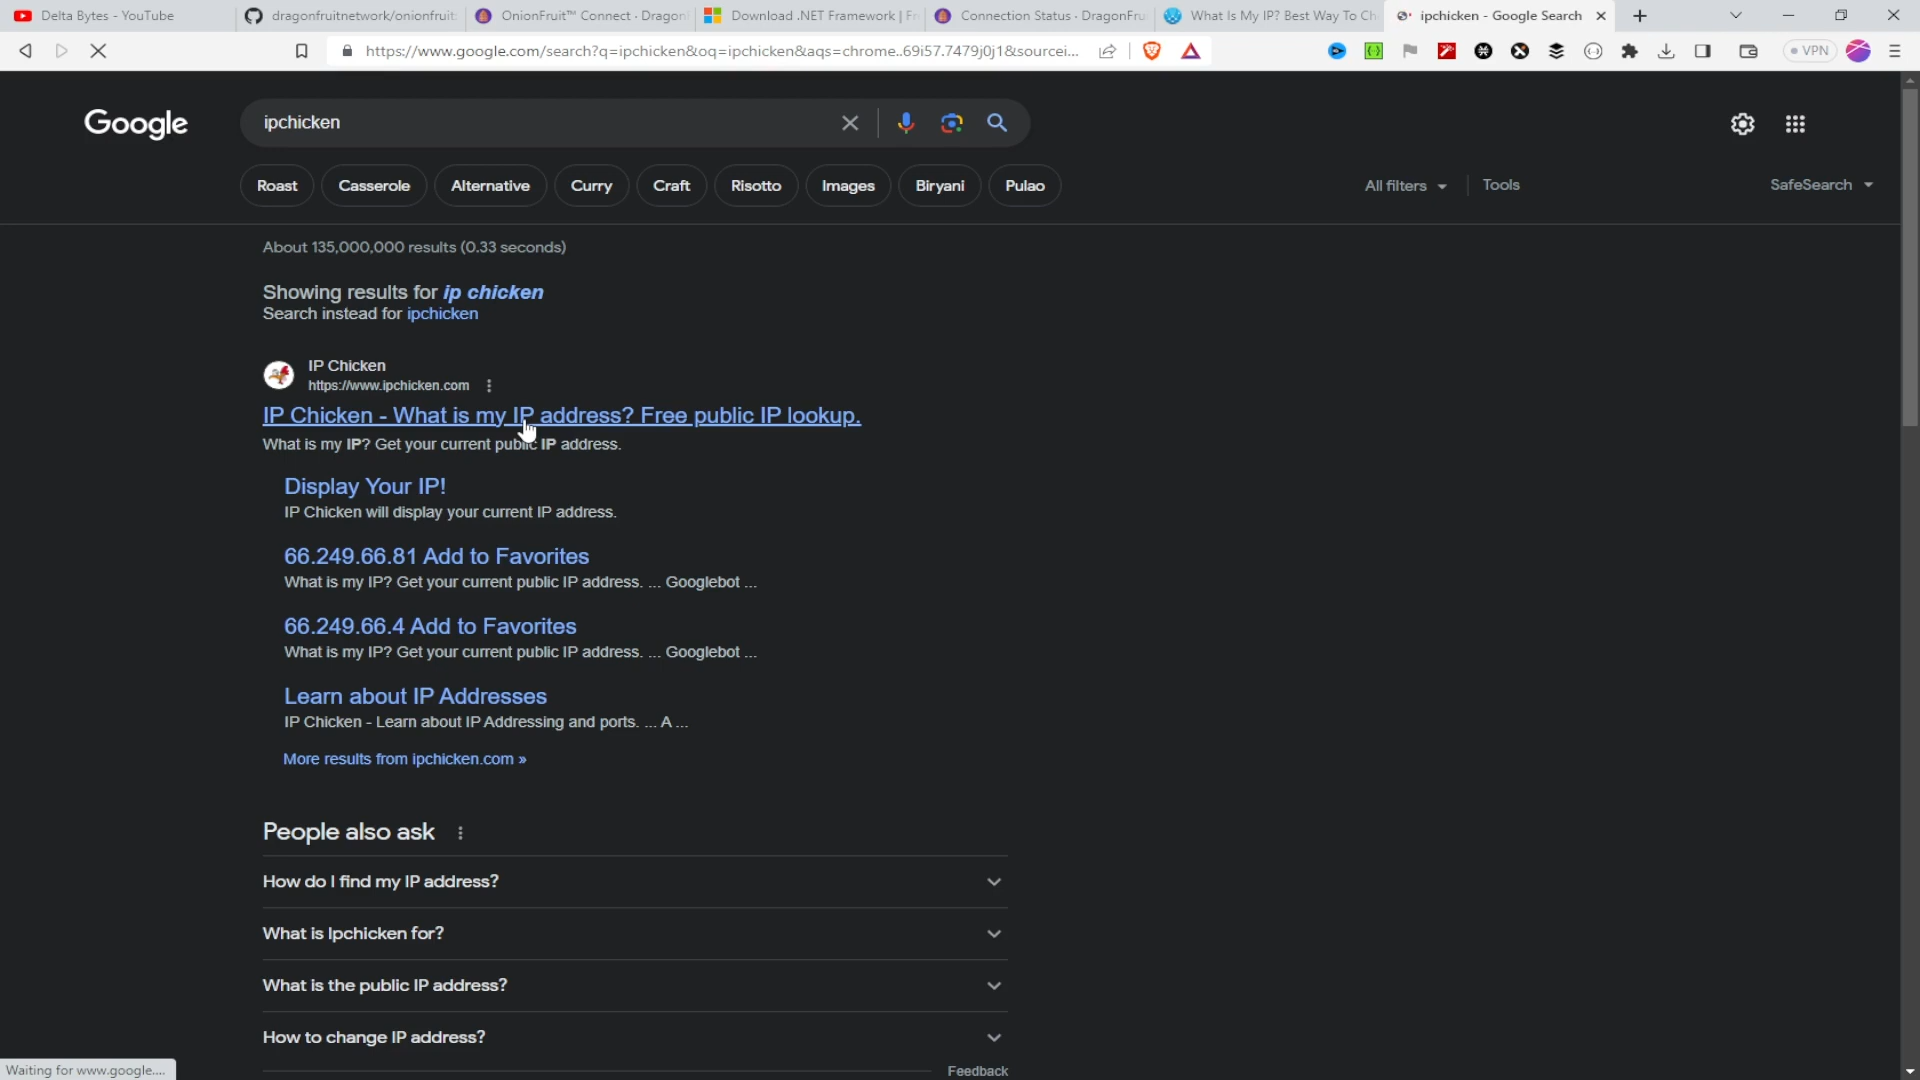 Delta Bytes - YouTube
dragonfruitnetwork/onionfruit:
OnionFruit™ Connect · Dragonf
Download .NET Framework | Fr
Connection Status · DragonFru
What Is My IP? Best Way To Ch
ipchicken - Google Search
https://www.google.com/search?q=ipchicken&oq=ipchicken&aqs=chrome..69i57.7479j0j1&sourcei...
VPN
Google
ipchicken
Roast
Casserole
Alternative
Curry
Craft
Risotto
Images
Biryani
Pulao
All filters
Tools
SafeSearch
About 135,000,000 results (0.33 seconds)
Showing results for ip chicken
Search instead for ipchicken
IP Chicken
https://www.ipchicken.com
IP Chicken - What is my IP address? Free public IP lookup.
What is my IP? Get your current public IP address.
Display Your IP!
IP Chicken will display your current IP address.
66.249.66.81 Add to Favorites
What is my IP? Get your current public IP address. ... Googlebot ...
66.249.66.4 Add to Favorites
What is my IP? Get your current public IP address. ... Googlebot ...
Learn about IP Addresses
IP Chicken - Learn about IP Addressing and ports. ... A ...
More results from ipchicken.com »
People also ask
How do I find my IP address?
What is Ipchicken for?
What is the public IP address?
How to change IP address?
Feedback
Waiting for www.google....